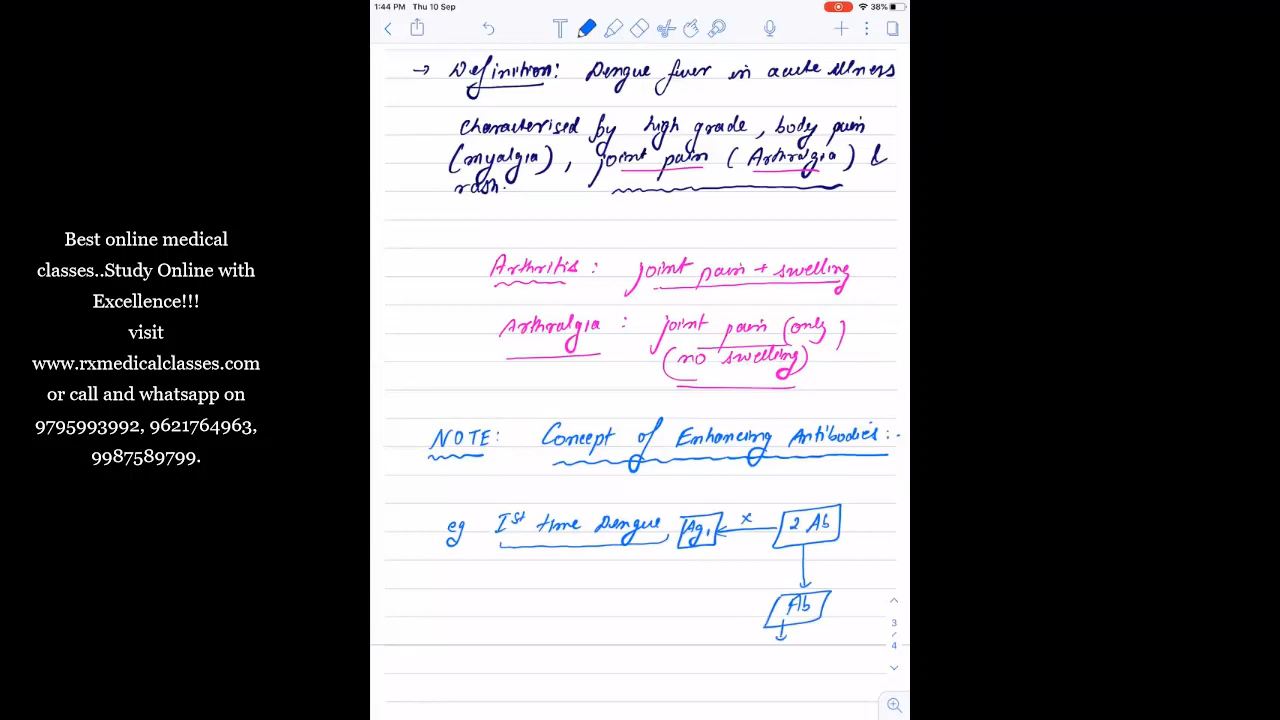 1:44 PM Thu 10 Sep
38%
→ Definition: Dengue fever in acute illness
characterised by high grade, body pain
(myalgia), joint pain (Arthralgia) &
rash.
Best online medical
classes..Study Online with
Excellence!!!
visit
www.rxmedicalclasses.com
or call and whatsapp on
9795993992, 9621764963,
9987589799.
Arthritis: joint pain + swelling
Arthralgia: joint pain (only)
(no swelling)
NOTE: Concept of Enhancing Antibodies:-
eg Ist time Dengue Ag1 x 2 Ab
Ab
3
4